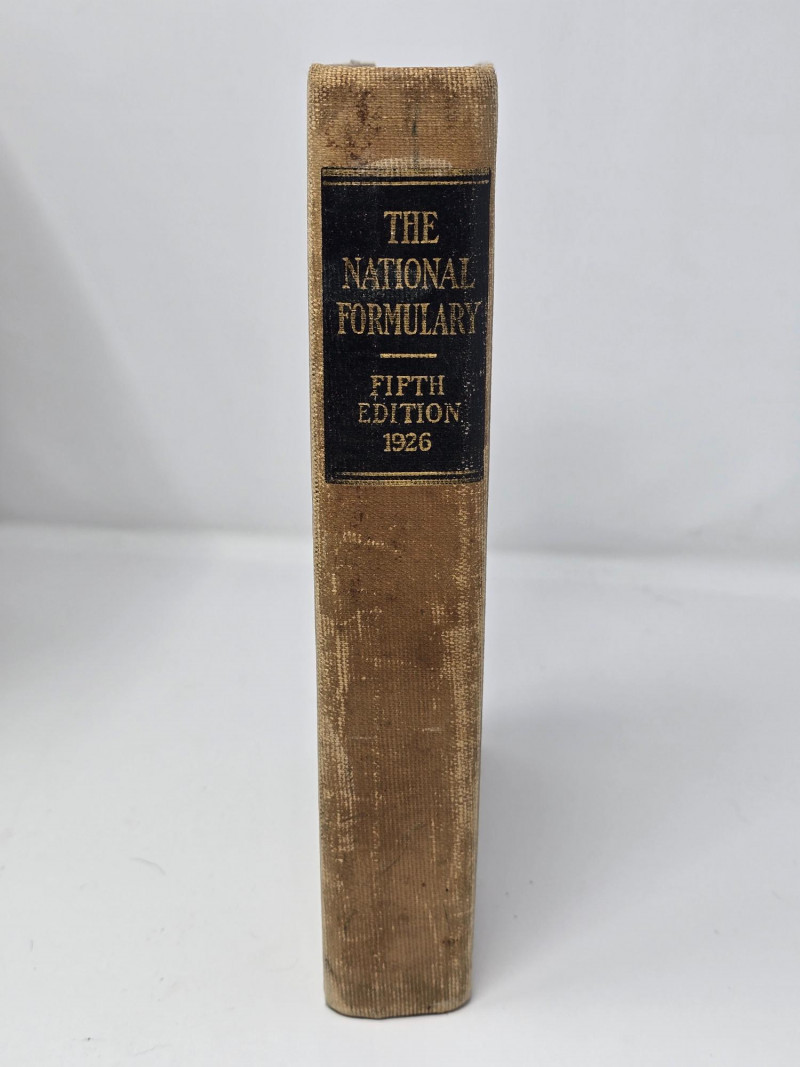 THE
NATIONAL
FORMULARY
FIFTH
EDITION
1926